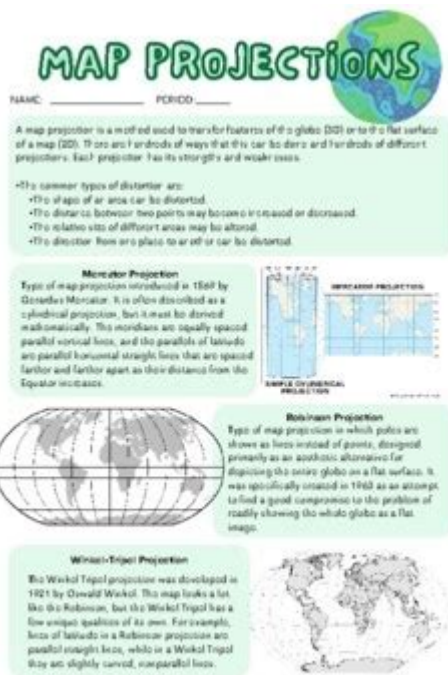 MAP PROJECTIONS
NAME: ____________ PERIOD: _____
A map projection is a method used to transfer features of the globe (3D) on to the flat surface
of a map (2D). There are hundreds of ways that this can be done and hundreds of different
projections. Each projection has its strengths and weaknesses.
•The common types of distortion are:
•The shape of an area can be distorted.
•The distance between two points may become increased or decreased.
•The relative size of different areas may be altered.
•The direction from one place to another can be distorted.
Mercator Projection
Type of map projection introduced in 1569 by
Gerardus Mercator. It is often described as a
cylindrical projection, but it must be derived
mathematically. The meridians are equally spaced
parallel vertical lines, and the parallels of latitude
are parallel horizontal straight lines that are spaced
farther and farther apart as their distance from the
Equator increases.
MERCATOR PROJECTION
SIMPLE CYLINDRICAL
PROJECTION
Robinson Projection
Type of map projection in which poles are
shown as lines instead of points, designed
primarily as an aesthetic alternative for
depicting the entire globe on a flat surface. It
was specifically created in 1963 as an attempt
to find a good compromise to the problem of
readily showing the whole globe as a flat
image.
Winkel-Tripel Projection
The Winkel Tripel projection was developed in
1921 by Oswald Winkel. The map looks a lot
like the Robinson, but the Winkel Tripel has a
few unique qualities of its own. For example,
lines of latitude in a Robinson projection are
parallel straight lines, while in a Winkel Tripel
they are slightly curved, nonparallel lines.